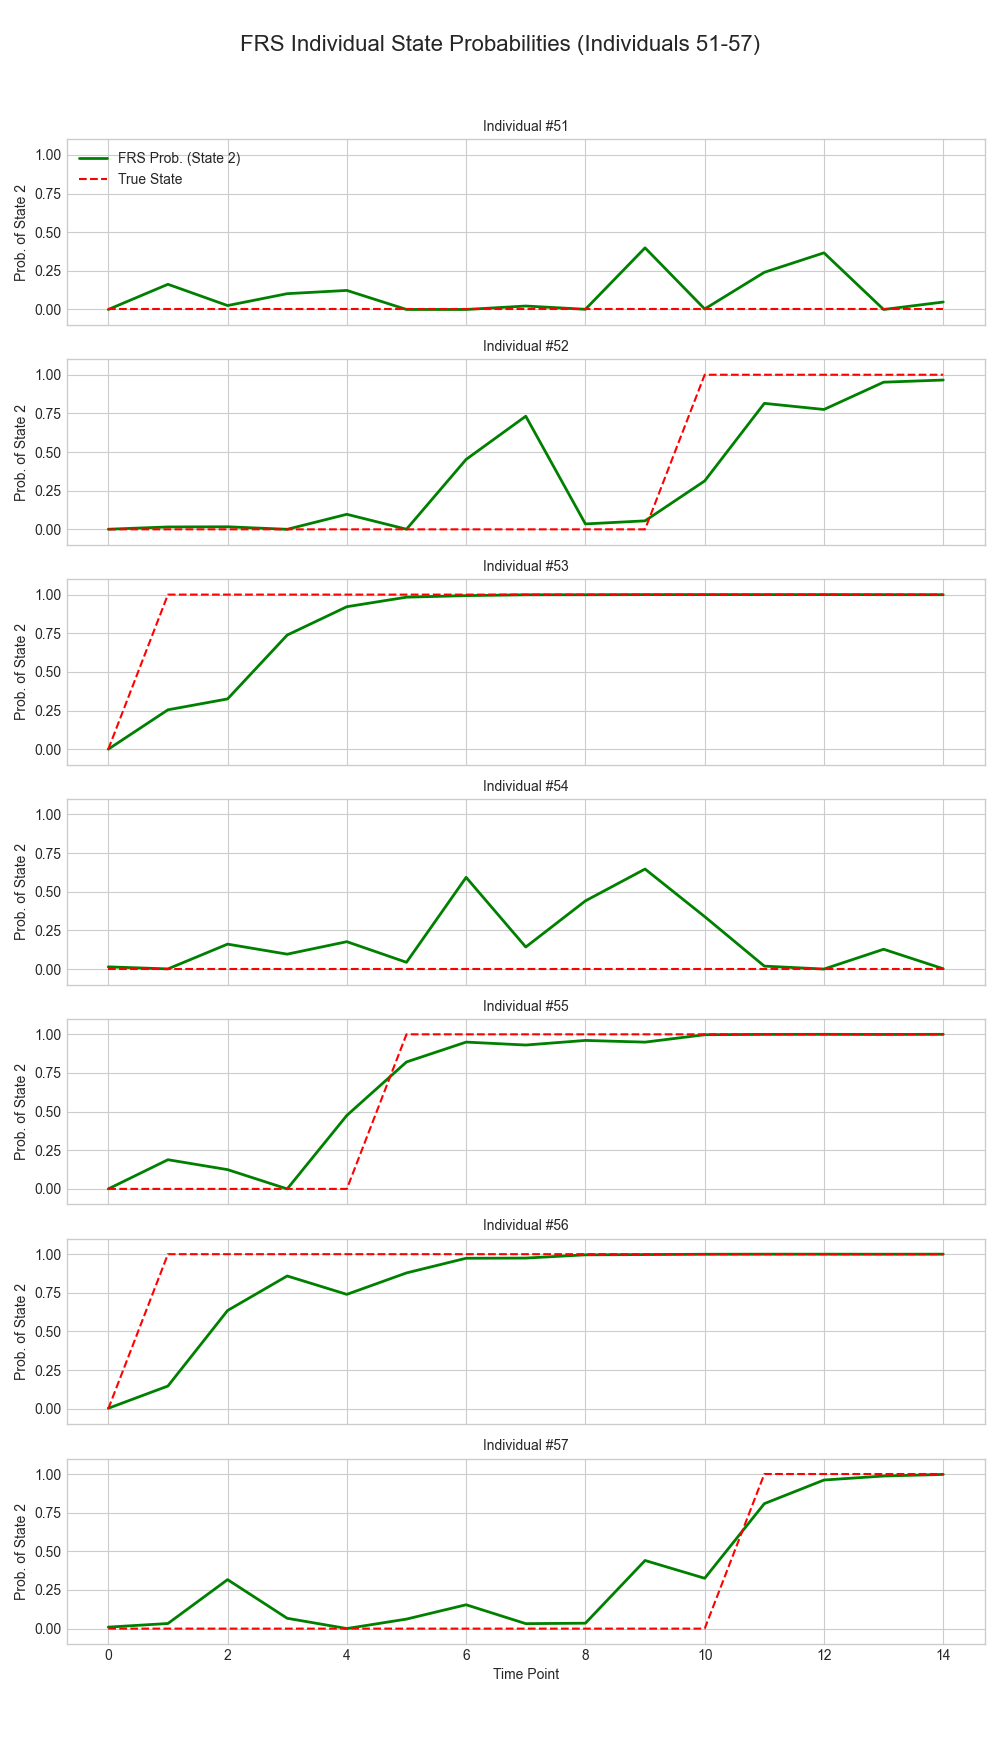 FRS Individual State Probabilities (Individuals 51-57)
Individual #51
1.00
0.75
0.50
0.25
0.00
Prob. of State 2
FRS Prob. (State 2)
True State
Individual #52
1.00
0.75
0.50
0.25
0.00
Prob. of State 2
Individual #53
1.00
0.75
0.50
0.25
0.00
Prob. of State 2
Individual #54
1.00
0.75
0.50
0.25
0.00
Prob. of State 2
Individual #55
1.00
0.75
0.50
0.25
0.00
Prob. of State 2
Individual #56
1.00
0.75
0.50
0.25
0.00
Prob. of State 2
Individual #57
1.00
0.75
0.50
0.25
0.00
Prob. of State 2
0 2 4 6 8 10 12 14
Time Point